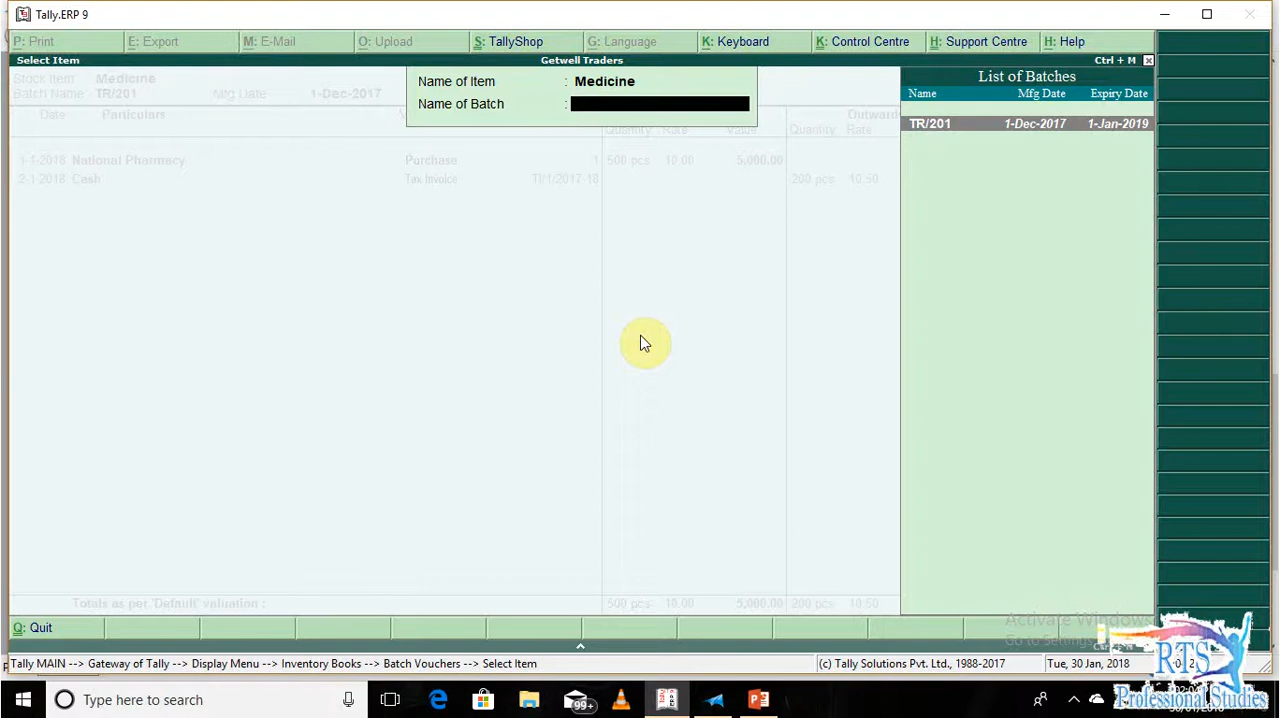 Tally.ERP 9
P: Print E: Export M: E-Mail O: Upload S: TallyShop G: Language K: Keyboard K: Control Centre H: Support Centre H: Help
Select Item Getwell Traders Ctrl + M
Stock Item Medicine
Batch Name : TR/201 Mfg Date : 1-Dec-2017
Name of Item : Medicine
Name of Batch :
List of Batches
Name Mfg Date Expiry Date
TR/201 1-Dec-2017 1-Jan-2019
Date Particulars Outward
Quantity Rate Value Quantity Rate
1-1-2018 National Pharmacy Purchase 1 500 pcs 10.00 5,000.00
2-1-2018 Cash Tax Invoice TI/1/2017-18 200 pcs 10.50
Totals as per 'Default' valuation : 500 pcs 10.00 5,000.00 200 pcs 10.50
Activate Windows
Go to Settings
Q: Quit
Tally MAIN --> Gateway of Tally --> Display Menu --> Inventory Books --> Batch Vouchers --> Select Item (c) Tally Solutions Pvt. Ltd., 1988-2017 Tue, 30 Jan, 2018
RTS
Professional Studies
Type here to search
99+